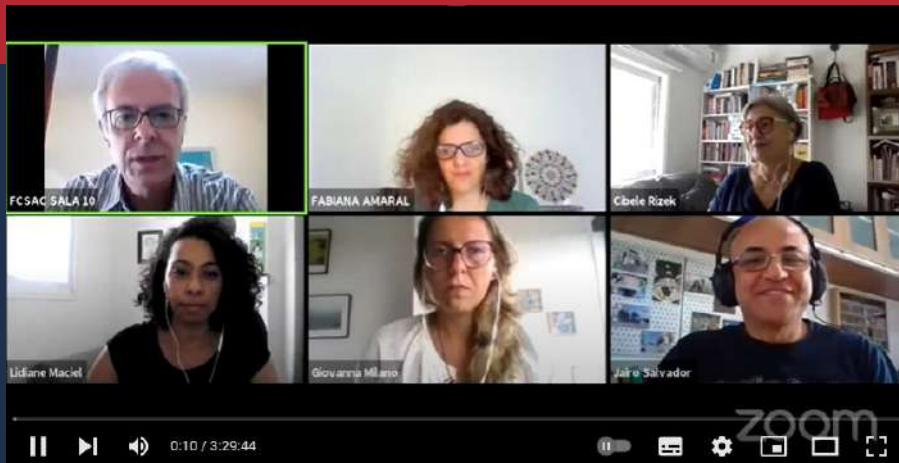 FCSAC SALA 10
FABIANA AMARAL
Cibele Rizek
Lidiane Maciel
Giovanna Milano
Jairo Salvador
zoom
0:10 / 3:29:44